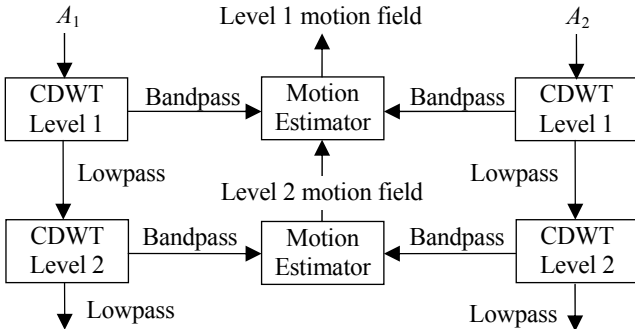 A1
Level 1 motion field
A2
CDWT
Level 1
Bandpass
Motion
Estimator
Bandpass
CDWT
Level 1
Lowpass
Lowpass
Level 2 motion field
CDWT
Level 2
Bandpass
Motion
Estimator
Bandpass
CDWT
Level 2
Lowpass
Lowpass